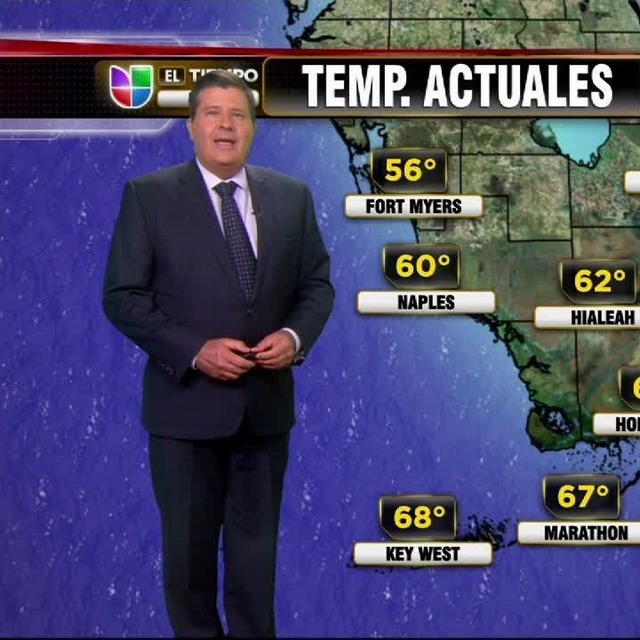 EL TIEMPO
TEMP. ACTUALES
56°
FORT MYERS
60°
NAPLES
62°
HIALEAH
67°
MARATHON
68°
KEY WEST